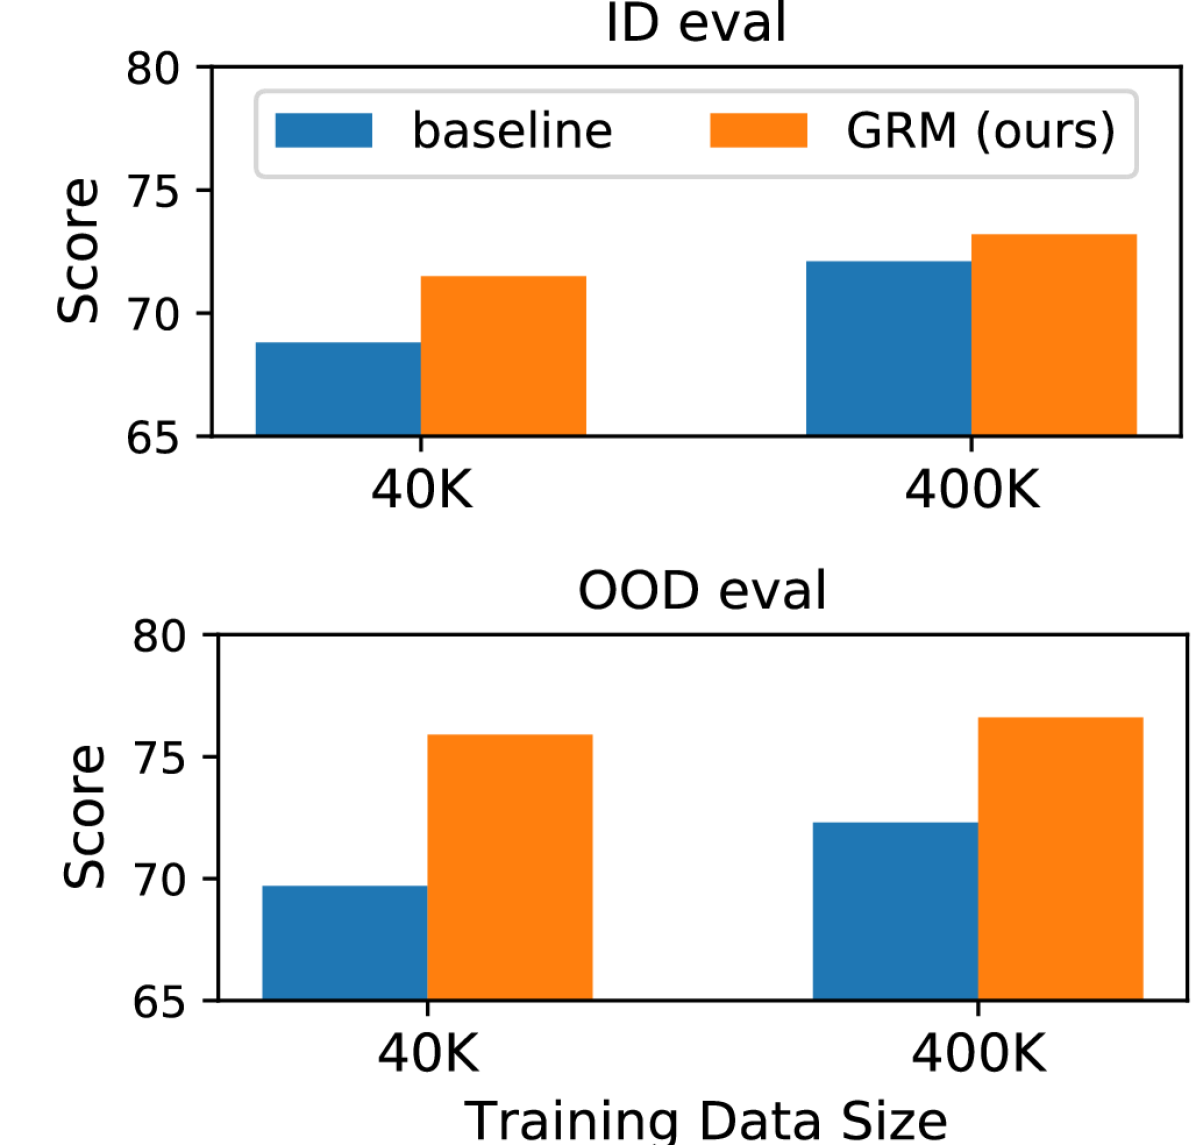 ID eval
80
baseline
GRM (ours)
75
Score
70
65
40K
400K
OOD eval
80
75
Score
70
65
40K
400K
Training Data Size